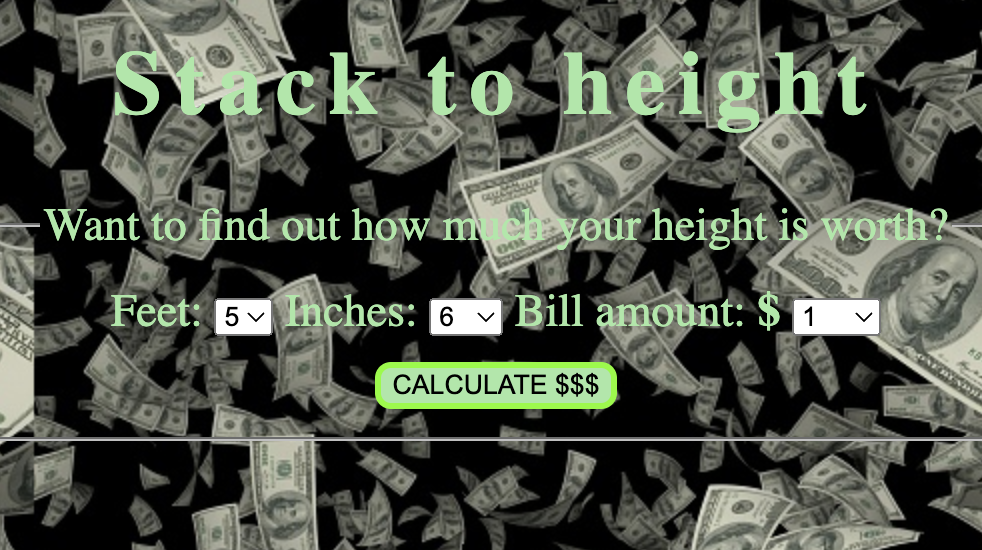 Stack to height
Want to find out how much your height is worth?
Feet: 5 Inches: 6 Bill amount: $ 1
CALCULATE $$$